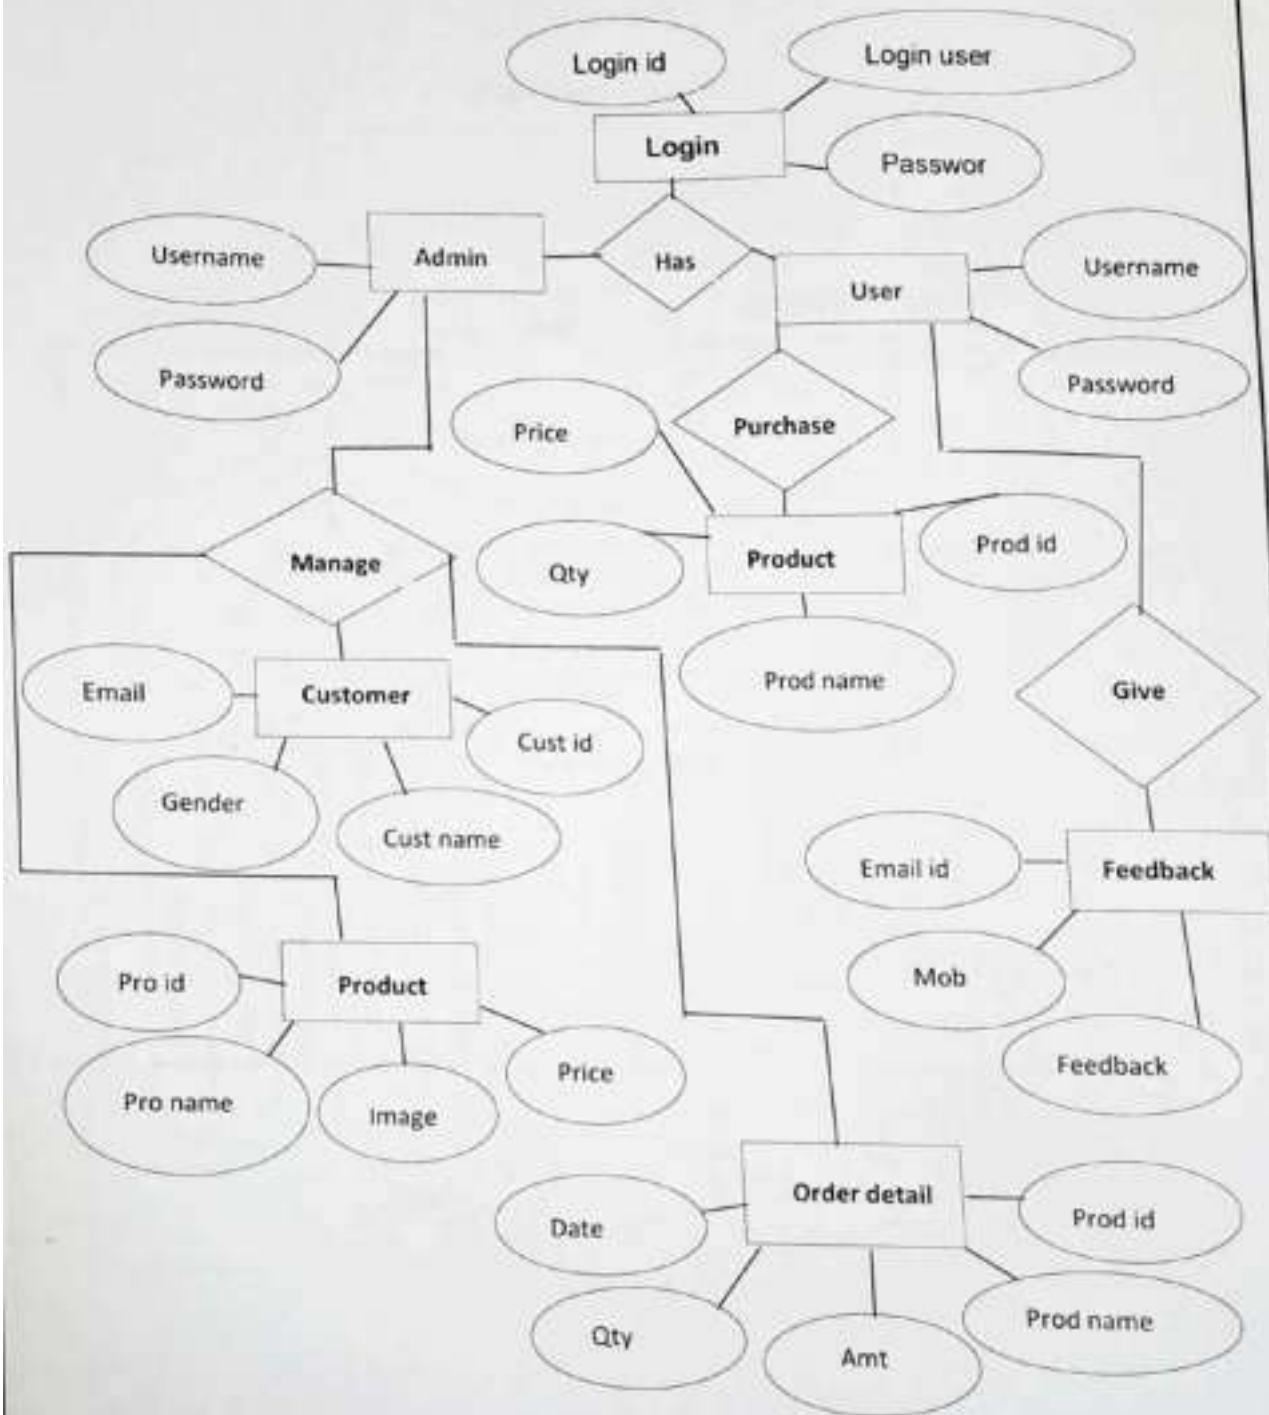 Login id
Login user
Login
Passwor
Username
Admin
Has
User
Username
Password
Password
Price
Purchase
Manage
Qty
Product
Prod id
Email
Customer
Prod name
Give
Cust id
Gender
Cust name
Email id
Feedback
Pro id
Product
Mob
Pro name
Image
Price
Feedback
Date
Order detail
Prod id
Qty
Amt
Prod name